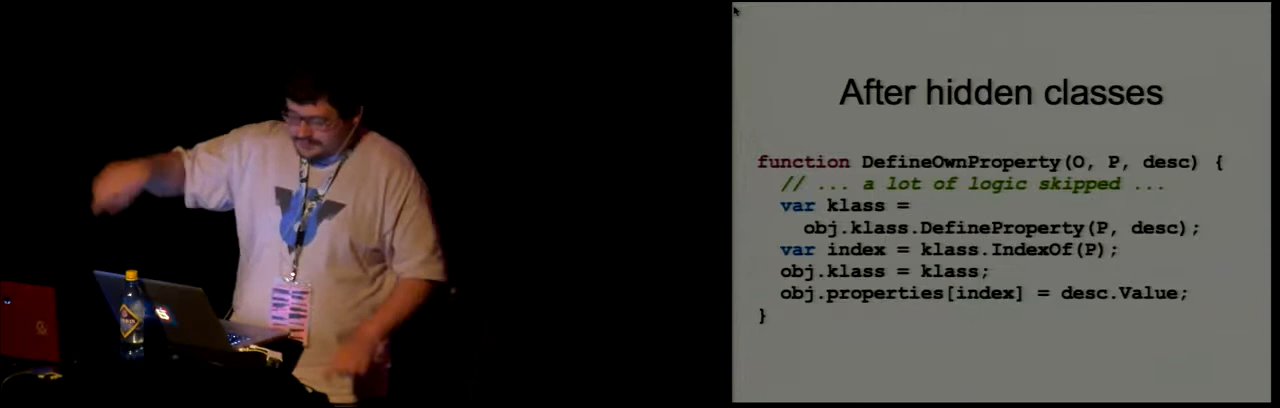 After hidden classes
function DefineOwnProperty(O, P, desc) {
// ... a lot of logic skipped ...
var klass =
obj.klass.DefineProperty(P, desc);
var index = klass.IndexOf(P);
obj.klass = klass;
obj.properties[index] = desc.Value;
}